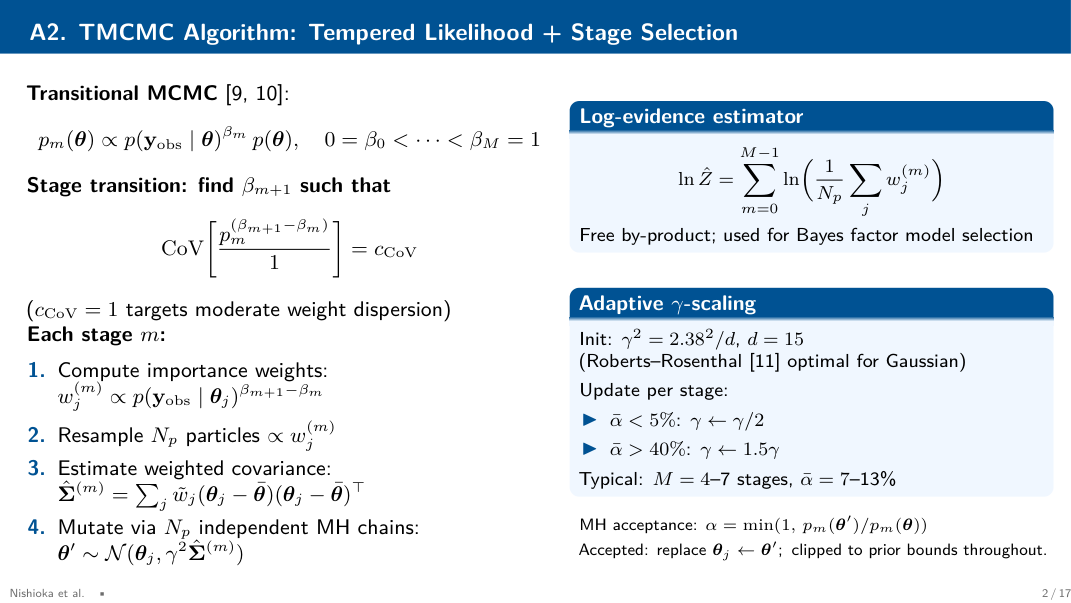 A2. TMCMC Algorithm: Tempered Likelihood + Stage Selection
Transitional MCMC [9, 10]:
p_m(θ) ∝ p(y_obs | θ)^{β_m} p(θ), 0 = β_0 < ⋯ < β_M = 1
Stage transition: find β_{m+1} such that
CoV[ p_m^{(β_{m+1}−β_m)} / 1 ] = c_CoV
(c_CoV = 1 targets moderate weight dispersion)
Each stage m:
1. Compute importance weights:
w_j^{(m)} ∝ p(y_obs | θ_j)^{β_{m+1}−β_m}
2. Resample N_p particles ∝ w_j^{(m)}
3. Estimate weighted covariance:
Σ̂^{(m)} = ∑_j w̃_j(θ_j − θ̄)(θ_j − θ̄)^⊤
4. Mutate via N_p independent MH chains:
θ′ ∼ 𝒩(θ_j, γ²Σ̂^{(m)})
Log-evidence estimator
ln Ẑ = ∑_{m=0}^{M−1} ln( 1/N_p ∑_j w_j^{(m)} )
Free by-product; used for Bayes factor model selection
Adaptive γ-scaling
Init: γ² = 2.38²/d, d = 15
(Roberts–Rosenthal [11] optimal for Gaussian)
Update per stage:
▶ ᾱ < 5%: γ ← γ/2
▶ ᾱ > 40%: γ ← 1.5γ
Typical: M = 4–7 stages, ᾱ = 7–13%
MH acceptance: α = min(1, p_m(θ′)/p_m(θ))
Accepted: replace θ_j ← θ′; clipped to prior bounds throughout.
Nishioka et al. ▪
2 / 17